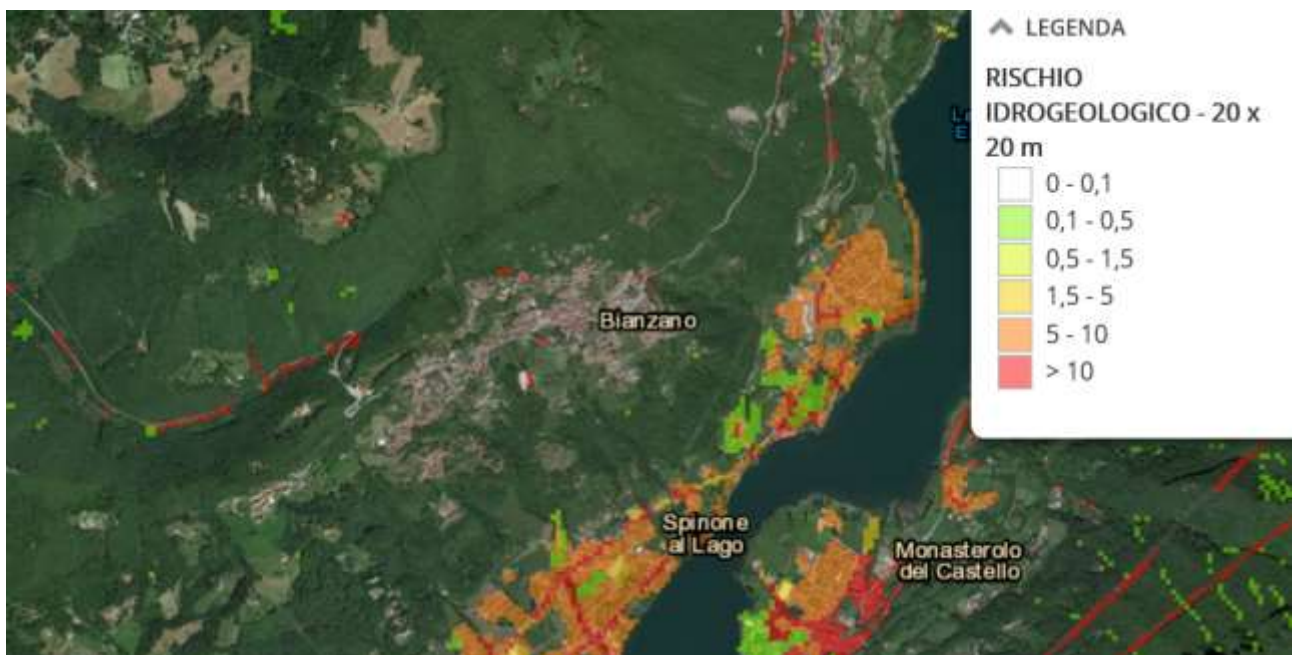 LEGENDA
RISCHIO
IDROGEOLOGICO - 20 x
20 m
0 - 0,1
0,1 - 0,5
0,5 - 1,5
1,5 - 5
5 - 10
> 10
Bianzano
Spinone
al Lago
Monasterolo
del Castello